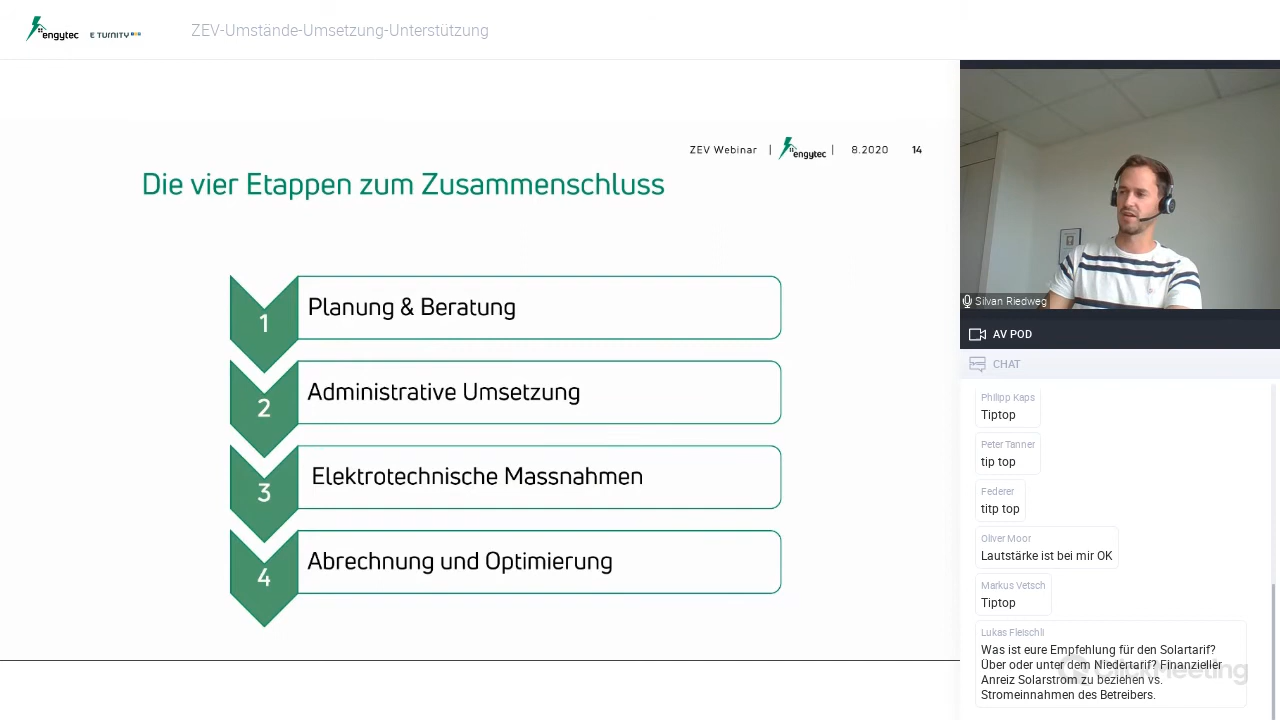 engytec
E TURNITY
ZEV-Umstände-Umsetzung-Unterstützung
ZEV Webinar | engytec | 8.2020 14
Die vier Etappen zum Zusammenschluss
1 Planung & Beratung
2 Administrative Umsetzung
3 Elektrotechnische Massnahmen
4 Abrechnung und Optimierung
Silvan Riedweg
AV POD
CHAT
Philipp Kaps
Tiptop
Peter Tanner
tip top
Federer
titp top
Oliver Moor
Lautstärke ist bei mir OK
Markus Vetsch
Tiptop
Lukas Fleischli
Was ist eure Empfehlung für den Solartarif?
Über oder unter dem Niedertarif? Finanzieller
Anreiz Solarstrom zu beziehen vs.
Stromeinnahmen des Betreibers.
ClickMeeting